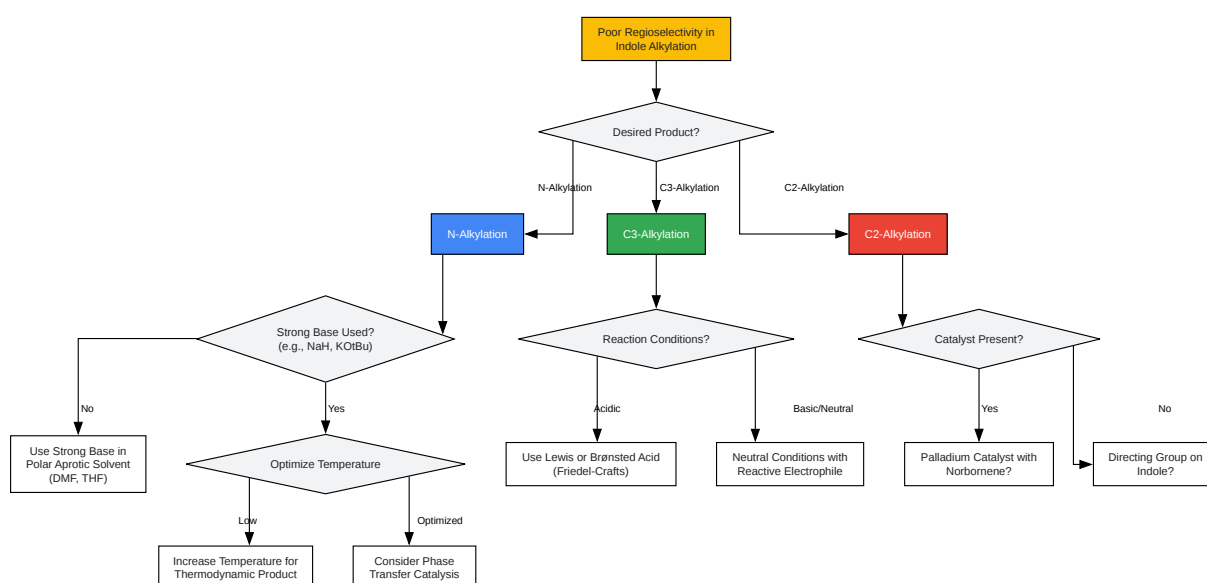 Poor Regioselectivity in
Indole Alkylation
Desired Product?
N-Alkylation
C3-Alkylation
C2-Alkylation
N-Alkylation
C3-Alkylation
C2-Alkylation
Strong Base Used?
(e.g., NaH, KOtBu)
Reaction Conditions?
Catalyst Present?
No
Yes
Acidic
Basic/Neutral
Yes
No
Use Strong Base in
Polar Aprotic Solvent
(DMF, THF)
Optimize Temperature
Use Lewis or Brønsted Acid
(Friedel-Crafts)
Neutral Conditions with
Reactive Electrophile
Palladium Catalyst with
Norbornene?
Directing Group on
Indole?
Low
Optimized
Increase Temperature for
Thermodynamic Product
Consider Phase
Transfer Catalysis